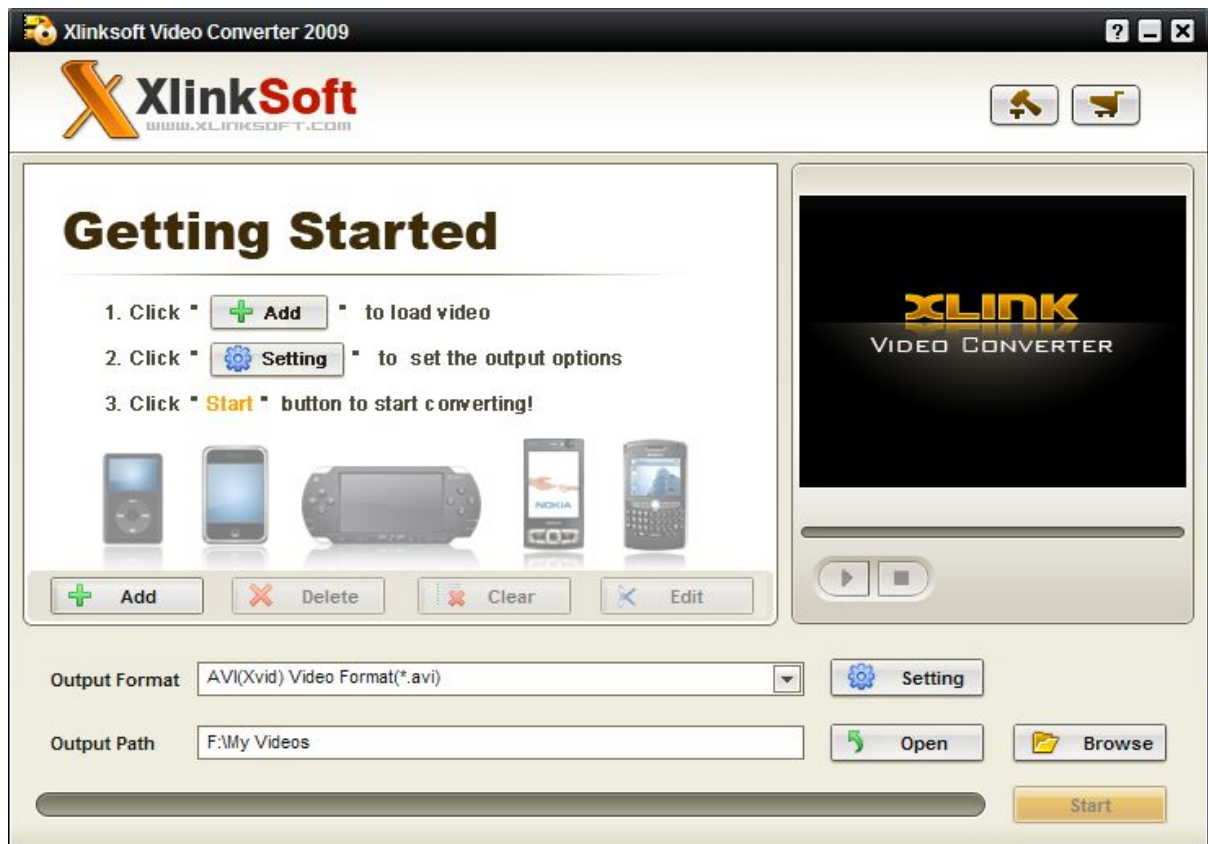 Xlinksoft Video Converter 2009
XlinkSoft
www.XLINKSOFT.COM
Getting Started
1. Click " Add " to load video
2. Click " Setting " to set the output options
3. Click " Start " button to start converting!
NOKIA
Add Delete Clear Edit
XLINK
VIDEO CONVERTER
Output Format AVI(Xvid) Video Format(*.avi) Setting
Output Path F:\My Videos Open Browse
Start